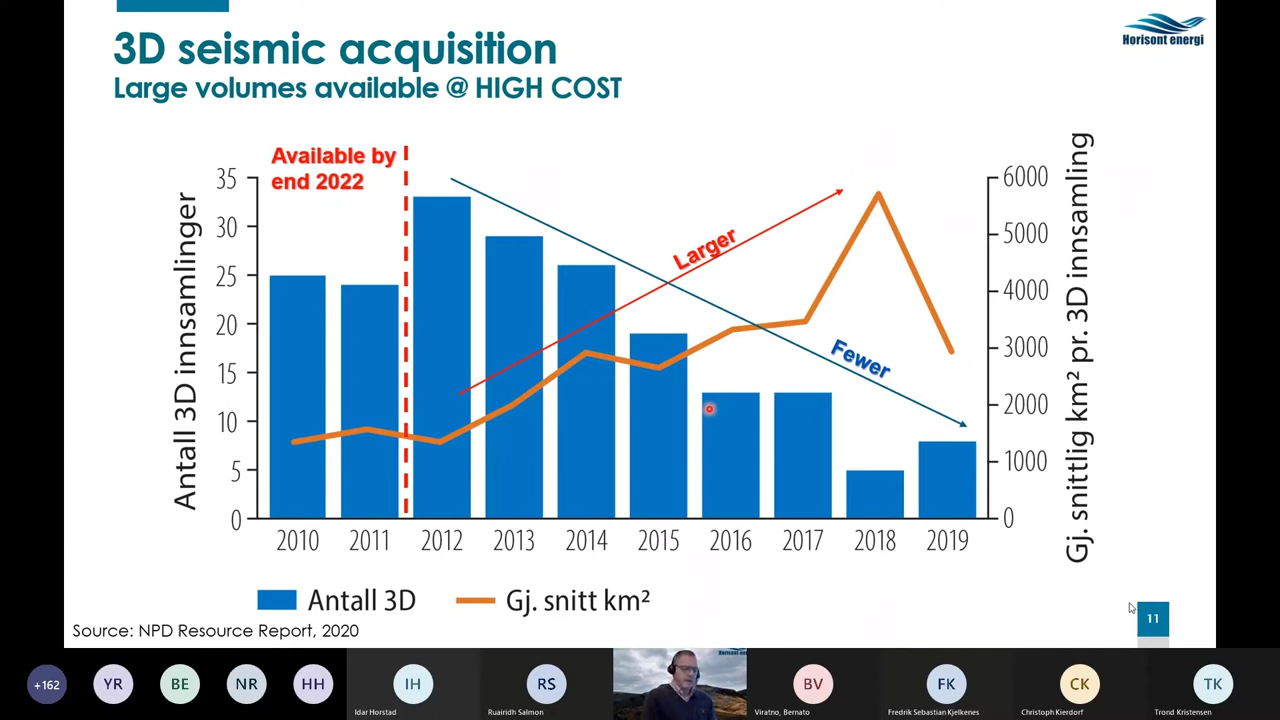 3D seismic acquisition
Large volumes available @ HIGH COST
Horisont energi
Available by
end 2022
Antall 3D innsamlinger
35
30
25
20
15
10
5
0
Larger
Fewer
6000
5000
4000
3000
2000
1000
0
Gj. snittlig km² pr. 3D innsamling
2010 2011 2012 2013 2014 2015 2016 2017 2018 2019
Antall 3D Gj. snitt km²
Source: NPD Resource Report, 2020
11
+162 YR BE NR HH IH RS BV FK CK TK
Horisont en
Idar Horstad Ruairidh Salmon Viratno, Bernato Fredrik Sebastian Kjelkenes Christoph Kierdorf Trond Kristensen